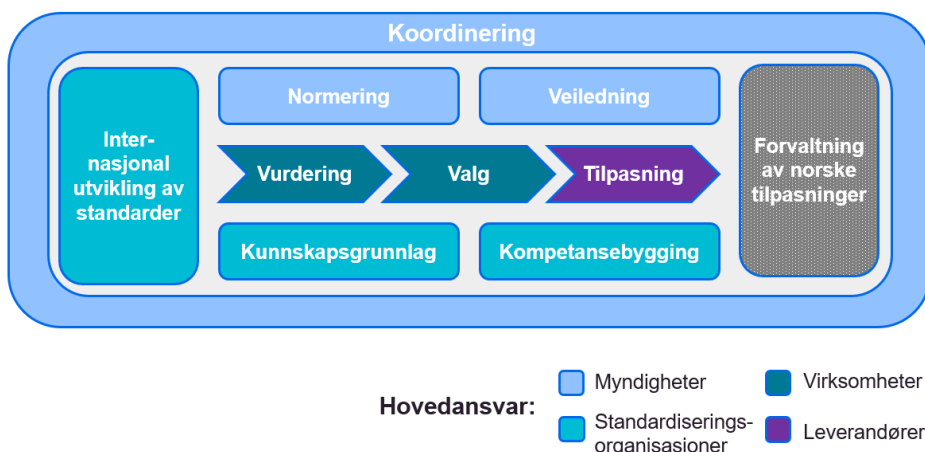 Koordinering
Inter-
nasjonal
utvikling av
standarder
Normering
Veiledning
Vurdering
Valg
Tilpasning
Kunnskapsgrunnlag
Kompetansebygging
Forvaltning
av norske
tilpasninger
Hovedansvar:
Myndigheter
Virksomheter
Standardiserings-
organisasjoner
Leverandører